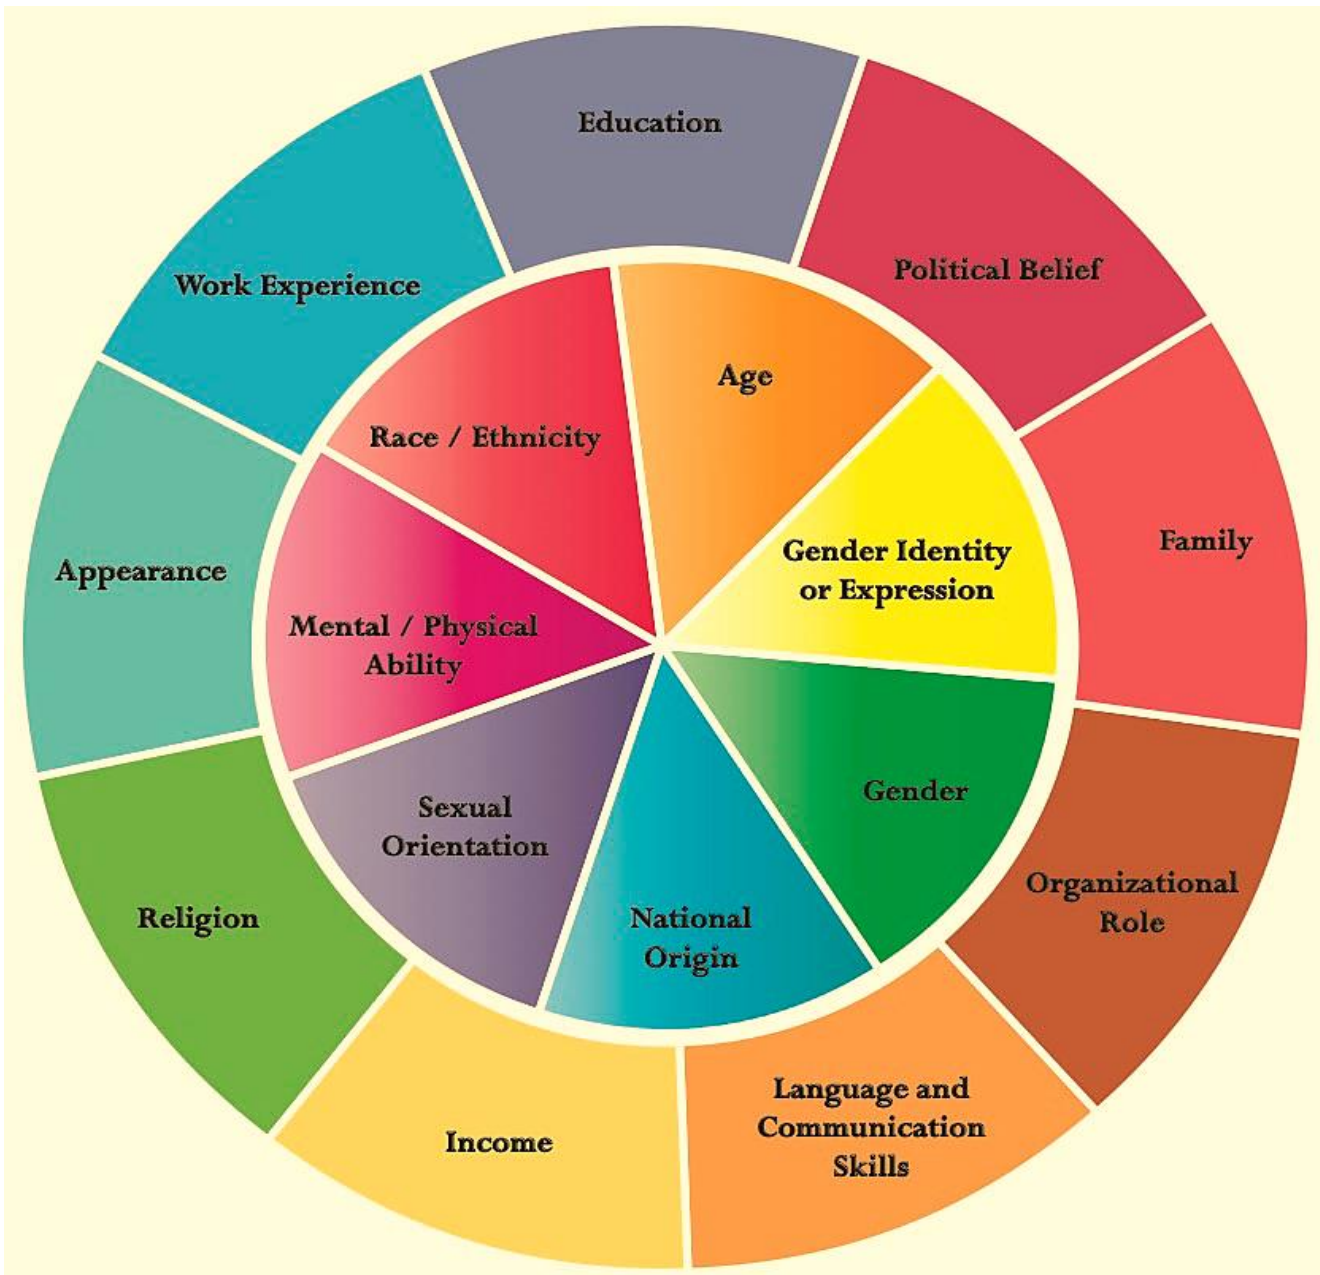 Education
Political Belief
Family
Organizational
Role
Language and
Communication
Skills
Income
Religion
Appearance
Work Experience
Age
Gender Identity
or Expression
Gender
National
Origin
Sexual
Orientation
Mental / Physical
Ability
Race / Ethnicity